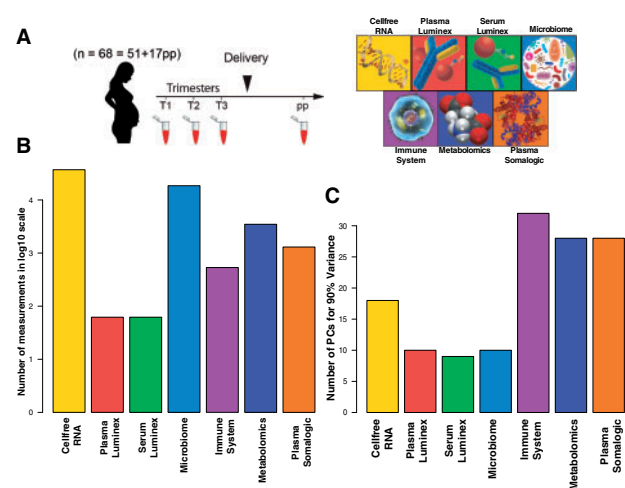 A
(n = 68 = 51+17pp)
Delivery
Trimesters
T1 T2 T3 pp
Cellfree
RNA
Plasma
Luminex
Serum
Luminex
Microbiome
Immune
System
Metabolomics
Plasma
Somalogic
B
Number of measurements in log10 scale
4
3
2
1
0
Cellfree
RNA
Plasma
Luminex
Serum
Luminex
Microbiome
Immune
System
Metabolomics
Plasma
Somalogic
C
Number of PCs for 90% Variance
30
25
20
15
10
5
0
Cellfree
RNA
Plasma
Luminex
Serum
Luminex
Microbiome
Immune
System
Metabolomics
Plasma
Somalogic